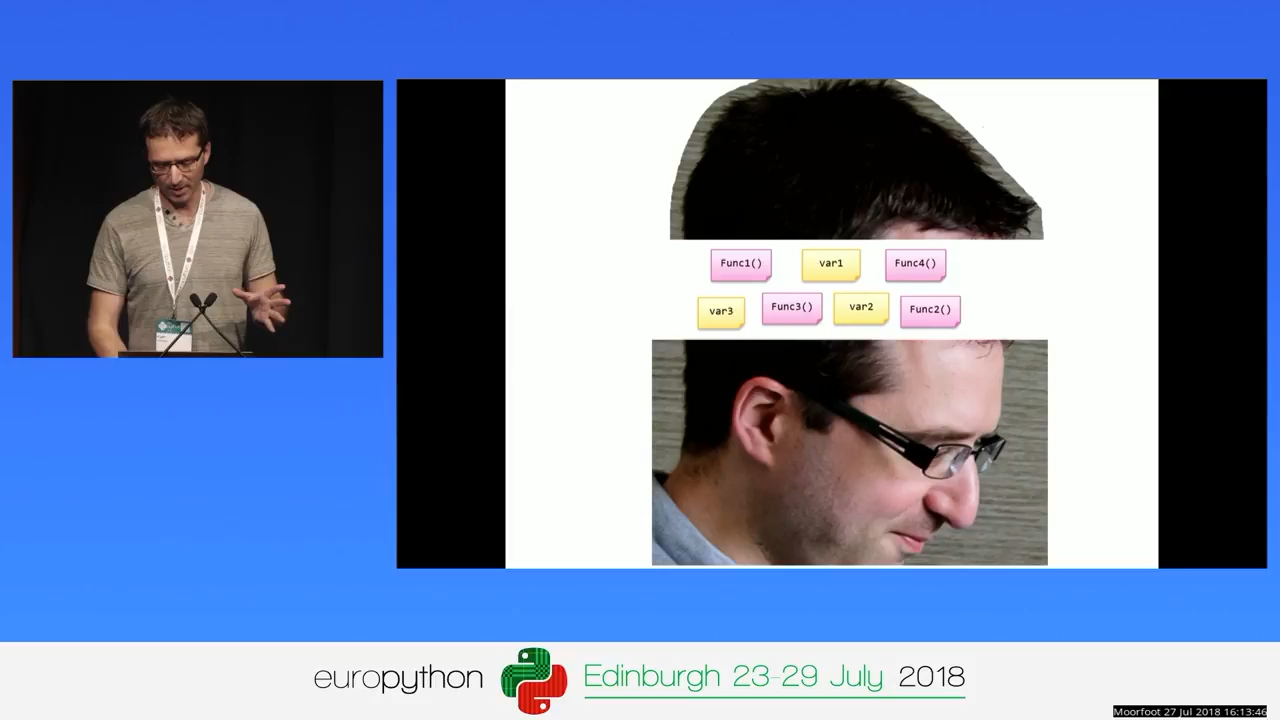 Func1()
var1
Func4()
var3
Func3()
var2
Func2()
europython
Edinburgh 23-29 July 2018
Moorfoot 27 Jul 2018 16:13:46